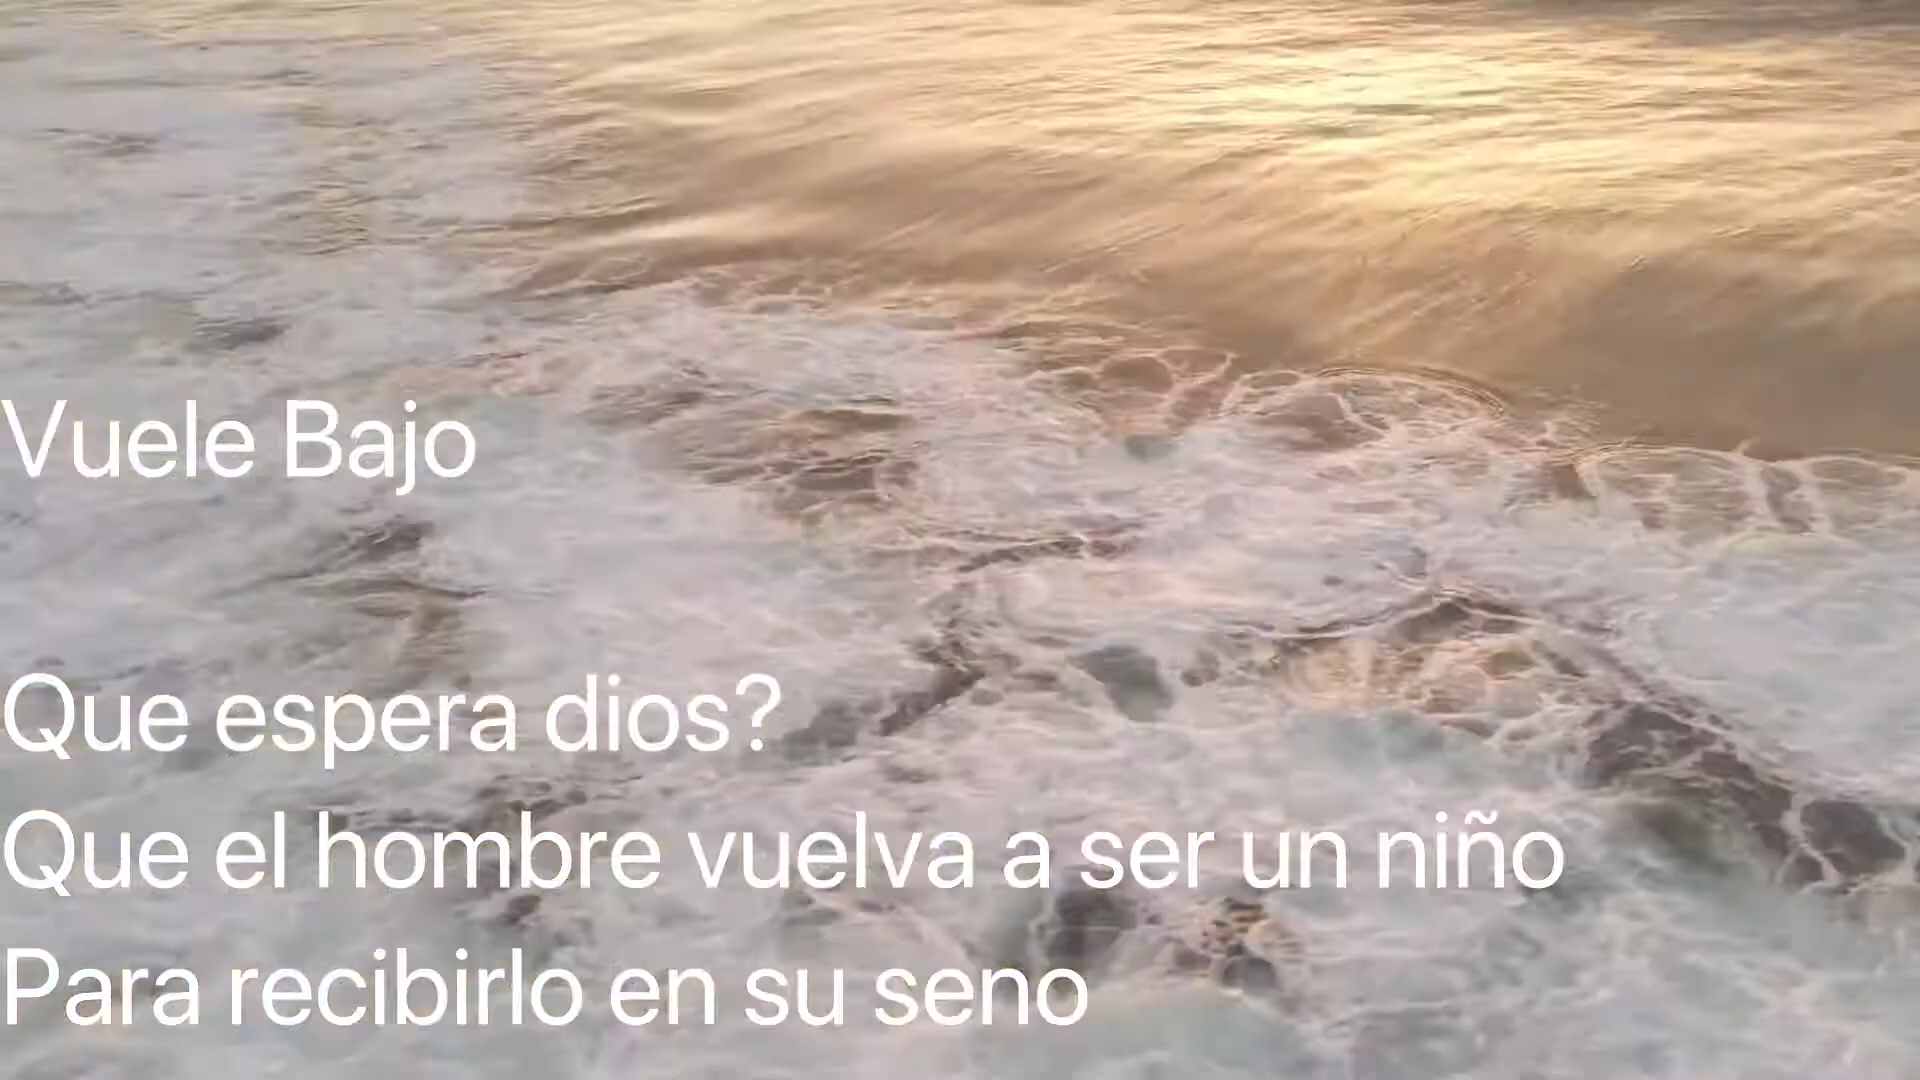 Vuele Bajo
Que espera dios?
Que el hombre vuelva a ser un niño
Para recibirlo en su seno